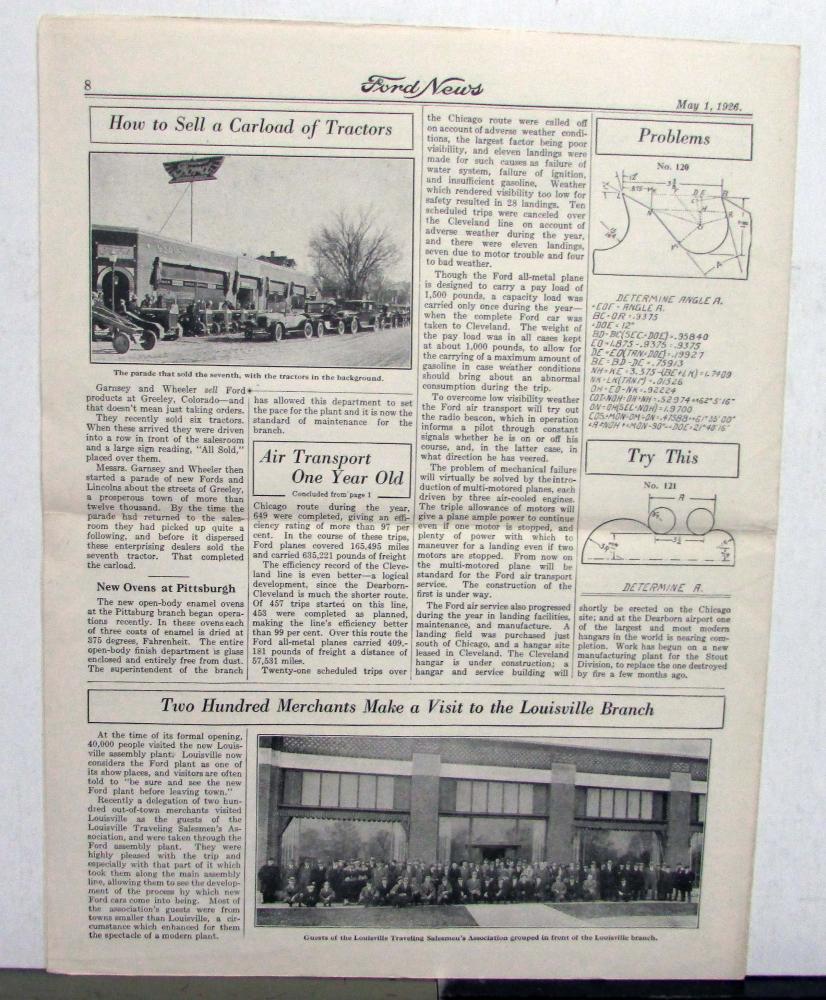 8
Ford News
May 1, 1926.
How to Sell a Carload of Tractors
Ford
The parade that sold the seventh, with the tractors in the background.
Garnsey and Wheeler sell Ford
products at Greeley, Colorado—and
that doesn't mean just taking orders.
They recently sold six tractors.
When these arrived they were driven
into a row in front of the salesroom
and a large sign reading, "All Sold,"
placed over them.
Messrs. Garnsey and Wheeler then
started a parade of new Fords and
Lincolns about the streets of Greeley,
a prosperous town of more than
twelve thousand. By the time the
parade had returned to the sales-
room they had picked up quite a
following, and before it dispersed
these enterprising dealers sold the
seventh tractor. That completed
the carload.
New Ovens at Pittsburgh
The new open-body enamel ovens
at the Pittsburg branch began opera-
tions recently. In these ovens each
of three coats of enamel is dried at
375 degrees, Fahrenheit. The entire
open-body finish department is glass
enclosed and entirely free from dust.
The superintendent of the branch
has allowed this department to set
the pace for the plant and it is now the
standard of maintenance for the
branch.
Air Transport
One Year Old
Concluded from page 1
Chicago route during the year,
649 were completed, giving an effi-
ciency rating of more than 97 per
cent. In the course of these trips,
Ford planes covered 165,495 miles
and carried 635,221 pounds of freight
The efficiency record of the Cleve-
land line is even better—a logical
development, since the Dearborn-
Cleveland is much the shorter route.
Of 457 trips started on this line,
453 were completed as planned,
making the line's efficiency better
than 99 per cent. Over this route the
Ford all-metal planes carried 409,-
181 pounds of freight a distance of
57,531 miles.
Twenty-one scheduled trips over
the Chicago route were called off
on account of adverse weather condi-
tions, the largest factor being poor
visibility, and eleven landings were
made for such causes as failure of
water system, failure of ignition,
and insufficient gasoline. Weather
which rendered visibility too low for
safety resulted in 28 landings. Ten
scheduled trips were canceled over
the Cleveland line on account of
adverse weather during the year,
and there were eleven landings,
seven due to motor trouble and four
to bad weather.
Though the Ford all-metal plane
is designed to carry a pay load of
1,500 pounds, a capacity load was
carried only once during the year—
when the complete Ford car was
taken to Cleveland. The weight of
the pay load was in all cases kept
at about 1,000 pounds, to allow for
the carrying of a maximum amount of
gasoline in case weather conditions
should bring about an abnormal
consumption during the trip.
To overcome low visibility weather
the Ford air transport will try out
the radio beacon, which in operation
informs a pilot through constant
signals whether he is on or off his
course, and, in the latter case, in
what direction he has veered.
The problem of mechanical failure
will virtually be solved by the intro-
duction of multi-motored planes, each
driven by three air-cooled engines.
The triple allowance of motors will
give a plane ample power to continue
even if one motor is stopped, and
plenty of power with which to
maneuver for a landing even if two
motors are stopped. From now on
the multi-motored plane will be
standard for the Ford air transport
service. The construction of the
first is under way.
The Ford air service also progressed
during the year in landing facilities,
maintenance, and manufacture. A
landing field was purchased just
south of Chicago, and a hangar site
leased in Cleveland. The Cleveland
hangar is under construction; a
hangar and service building will
Problems
No. 120
DETERMINE ANGLE A.
∠EOF = ANGLE A.
BC=OR=.9375
∠DOE = 12°
BD=BC(SEC∠DOE)=.95840
EO=1.875-.9375=.9375
DE=EO(TAN∠DOE)=.19927
BE=BD-DE=.75913
Try This
No. 121
A
DETERMINE A.
shortly be erected on the Chicago
site; and at the Dearborn airport one
of the largest and most modern
hangars in the world is nearing com-
pletion. Work has begun on a new
manufacturing plant for the Stout
Division, to replace the one destroyed
by fire a few months ago.
Two Hundred Merchants Make a Visit to the Louisville Branch
At the time of its formal opening,
40,000 people visited the new Louis-
ville assembly plant. Louisville now
considers the Ford plant as one of
its show places, and visitors are often
told to "be sure and see the new
Ford plant before leaving town."
Recently a delegation of two hun-
dred out-of-town merchants visited
Louisville as the guests of the
Louisville Traveling Salesmen's As-
sociation, and were taken through the
Ford assembly plant. They were
highly pleased with the trip and
especially with that part of it which
took them along the main assembly
line, allowing them to see the develop-
ment of the process by which new
Ford cars come into being. Most of
the association's guests were from
towns smaller than Louisville, a cir-
cumstance which enhanced for them
the spectacle of a modern plant.
Guests of the Louisville Traveling Salesmen's Association grouped in front of the Louisville branch.